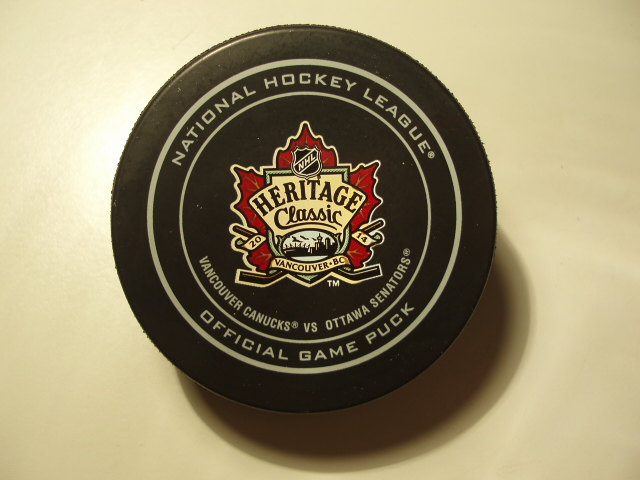 NATIONAL HOCKEY LEAGUE®
NHL
HERITAGE
Classic
20 14
VANCOUVER•BC
TM
VANCOUVER CANUCKS® VS OTTAWA SENATORS®
OFFICIAL GAME PUCK